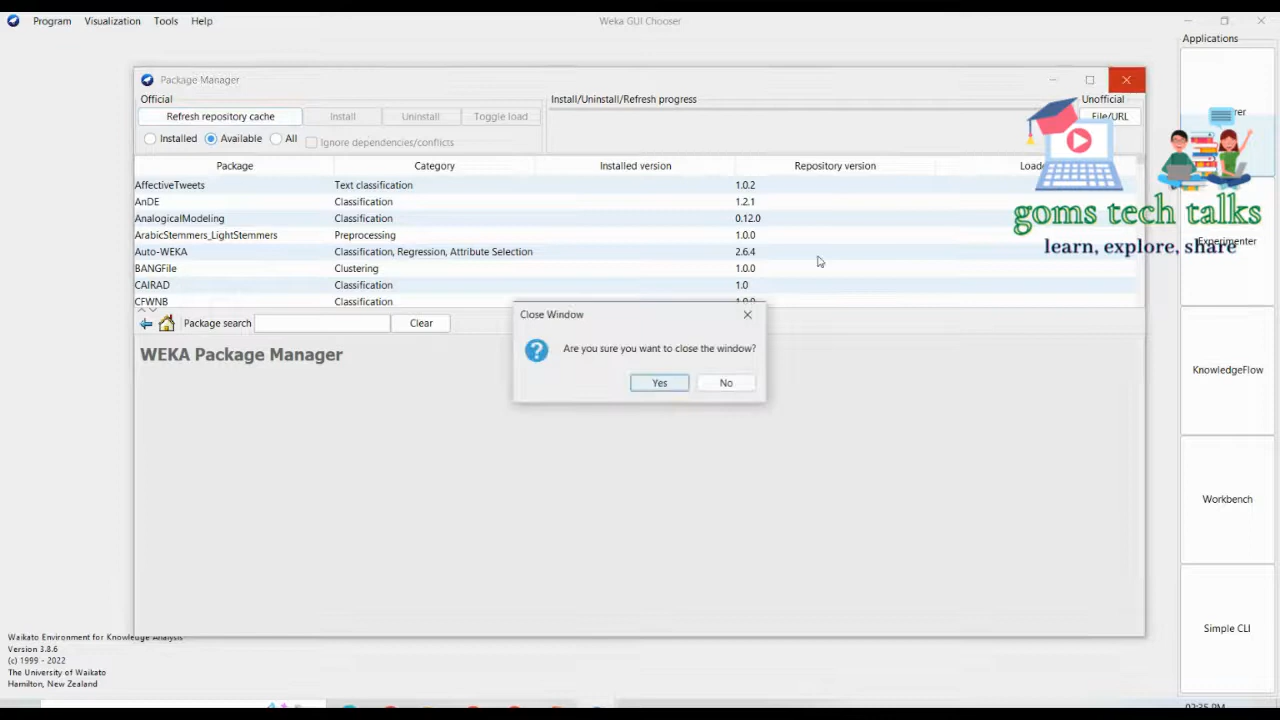 Program Visualization Tools Help
Weka GUI Chooser
Applications
Package Manager
Official
Install/Uninstall/Refresh progress
Unofficial
Refresh repository cache Install Uninstall Toggle load
File/URL
Installed Available All Ignore dependencies/conflicts
Package Category Installed version Repository version
AffectiveTweets Text classification 1.0.2
AnDE Classification 1.2.1
AnalogicalModeling Classification 0.12.0
ArabicStemmers_LightStemmers Preprocessing 1.0.0
Auto-WEKA Classification, Regression, Attribute Selection 2.6.4
BANGFile Clustering 1.0.0
CAIRAD Classification 1.0
CFWNB Classification 1.0.0
goms tech talks
learn, explore, share
Experimenter
Close Window
Are you sure you want to close the window?
Yes No
Package search Clear
WEKA Package Manager
KnowledgeFlow
Workbench
Simple CLI
Waikato Environment for Knowledge Analysis
Version 3.8.6
(c) 1999 - 2022
The University of Waikato
Hamilton, New Zealand